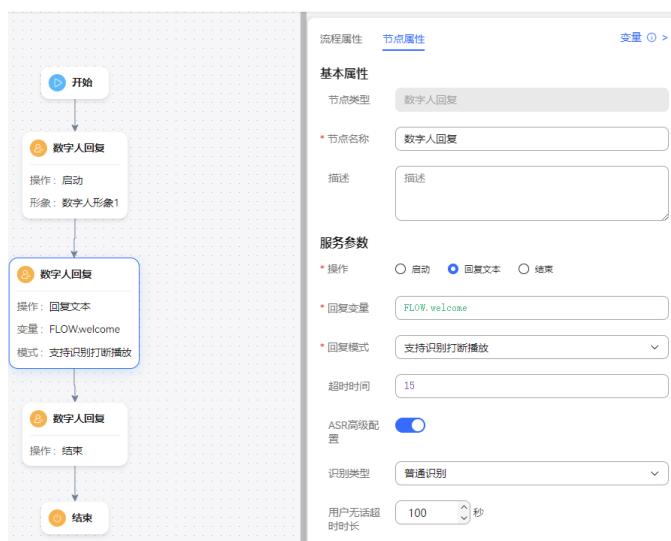 开始
数字人回复
操作： 启动
形象： 数字人形象1
数字人回复
操作： 回复文本
变量： FLOW.welcome
模式： 支持识别打断播放
数字人回复
操作： 结束
结束
流程属性 节点属性 变量 >
基本属性
节点类型 数字人回复
* 节点名称 数字人回复
描述 描述
服务参数
* 操作 启动 回复文本 结束
* 回复变量 FLOW.welcome
* 回复模式 支持识别打断播放
超时时间 15
ASR高级配
置
识别类型 普通识别
用户无话超 100 秒
时时长